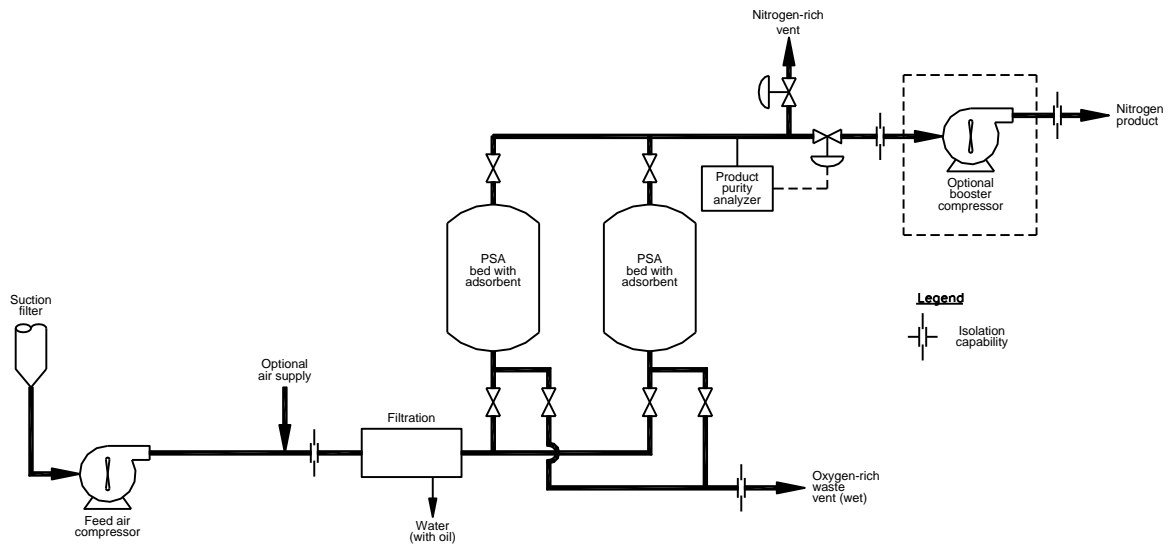 Nitrogen-rich
vent
Nitrogen
product
Product
purity
analyzer
Optional
booster
compressor
PSA
bed with
adsorbent
PSA
bed with
adsorbent
Legend
Isolation
capability
Suction
filter
Optional
air supply
Filtration
Feed air
compressor
Water
(with oil)
Oxygen-rich
waste
vent (wet)